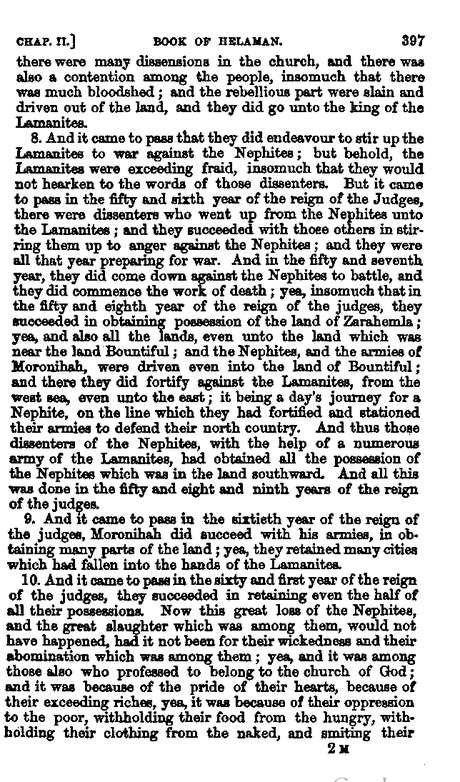 CHAP. II.] BOOK OF HELAMAN. 397
there were many dissensions in the church, and there was
also a contention among the people, insomuch that there
was much bloodshed; and the rebellious part were slain and
driven out of the land, and they did go unto the king of the
Lamanites.
8. And it came to pass that they did endeavour to stir up the
Lamanites to war against the Nephites; but behold, the
Lamanites were exceeding fraid, insomuch that they would
not hearken to the words of those dissenters. But it came
to pass in the fifty and sixth year of the reign of the Judges,
there were dissenters who went up from the Nephites unto
the Lamanites; and they succeeded with those others in stir-
ring them up to anger against the Nephites; and they were
all that year preparing for war. And in the fifty and seventh
year, they did come down against the Nephites to battle, and
they did commence the work of death; yea, insomuch that in
the fifty and eighth year of the reign of the judges, they
succeeded in obtaining possession of the land of Zarahemla;
yea, and also all the lands, even unto the land which was
near the land Bountiful; and the Nephites, and the armies of
Moronihah, were driven even into the land of Bountiful;
and there they did fortify against the Lamanites, from the
west sea, even unto the east; it being a day's journey for a
Nephite, on the line which they had fortified and stationed
their armies to defend their north country. And thus those
dissenters of the Nephites, with the help of a numerous
army of the Lamanites, had obtained all the possession of
the Nephites which was in the land southward. And all this
was done in the fifty and eight and ninth years of the reign
of the judges.
9. And it came to pass in the sixtieth year of the reign of
the judges, Moronihah did succeed with his armies, in ob-
taining many parts of the land; yea, they retained many cities
which had fallen into the hands of the Lamanites.
10. And it came to pass in the sixty and first year of the reign
of the judges, they succeeded in retaining even the half of
all their possessions. Now this great loss of the Nephites,
and the great slaughter which was among them, would not
have happened, had it not been for their wickedness and their
abomination which was among them; yea, and it was among
those also who professed to belong to the church of God;
and it was because of the pride of their hearts, because of
their exceeding riches, yea, it was because of their oppression
to the poor, withholding their food from the hungry, with-
holding their clothing from the naked, and smiting their
2 M